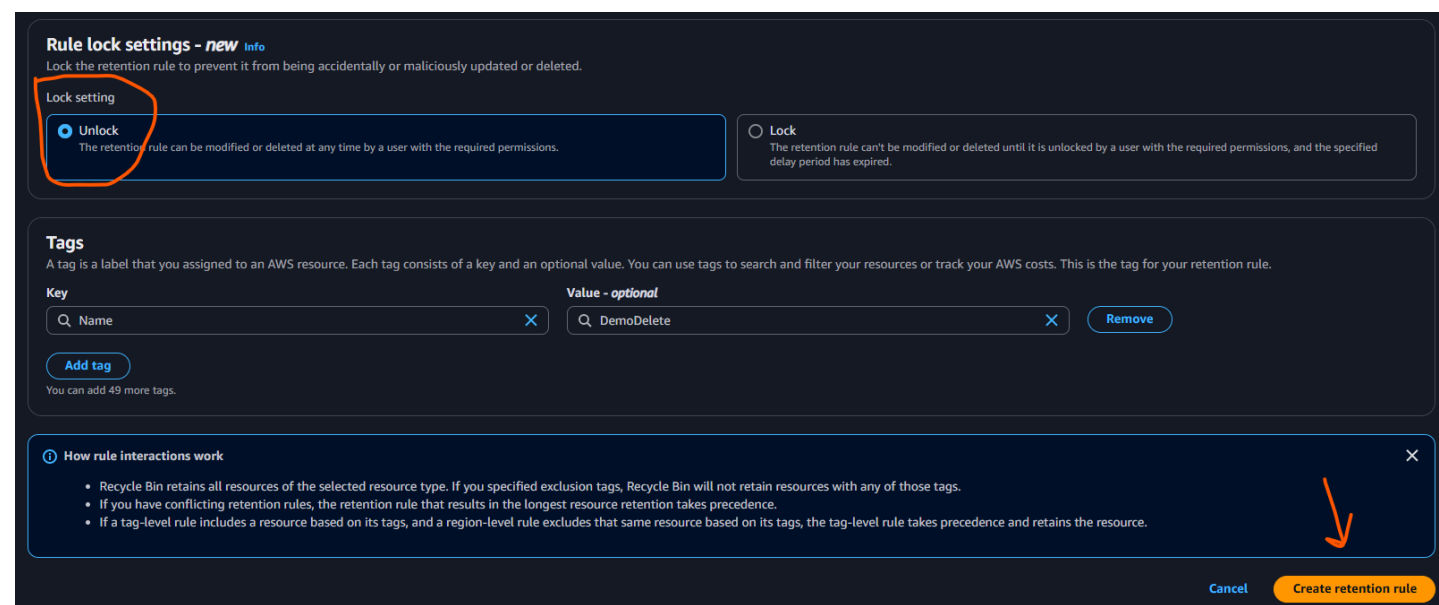 Rule lock settings - new Info
Lock the retention rule to prevent it from being accidentally or maliciously updated or deleted.
Lock setting
Unlock
The retention rule can be modified or deleted at any time by a user with the required permissions.
Lock
The retention rule can't be modified or deleted until it is unlocked by a user with the required permissions, and the specified
delay period has expired.
Tags
A tag is a label that you assigned to an AWS resource. Each tag consists of a key and an optional value. You can use tags to search and filter your resources or track your AWS costs. This is the tag for your retention rule.
Key
Value - optional
Name
DemoDelete
Remove
Add tag
You can add 49 more tags.
How rule interactions work
• Recycle Bin retains all resources of the selected resource type. If you specified exclusion tags, Recycle Bin will not retain resources with any of those tags.
• If you have conflicting retention rules, the retention rule that results in the longest resource retention takes precedence.
• If a tag-level rule includes a resource based on its tags, and a region-level rule excludes that same resource based on its tags, the tag-level rule takes precedence and retains the resource.
Cancel
Create retention rule